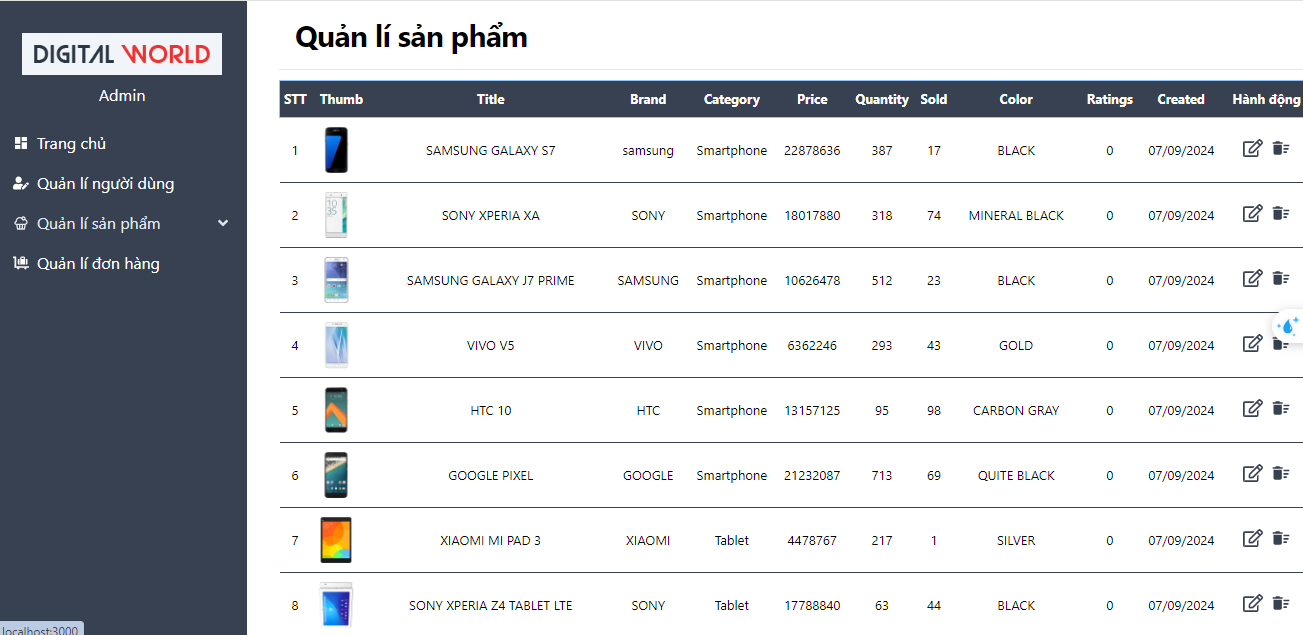 DIGITAL WORLD
Admin
Trang chủ
Quản lí người dùng
Quản lí sản phẩm
Quản lí đơn hàng
localhost:3000
Quản lí sản phẩm
STT Thumb Title Brand Category Price Quantity Sold Color Ratings Created Hành động
1 SAMSUNG GALAXY S7 samsung Smartphone 22878636 387 17 BLACK 0 07/09/2024
2 SONY XPERIA XA SONY Smartphone 18017880 318 74 MINERAL BLACK 0 07/09/2024
3 SAMSUNG GALAXY J7 PRIME SAMSUNG Smartphone 10626478 512 23 BLACK 0 07/09/2024
4 VIVO V5 VIVO Smartphone 6362246 293 43 GOLD 0 07/09/2024
5 HTC 10 HTC Smartphone 13157125 95 98 CARBON GRAY 0 07/09/2024
6 GOOGLE PIXEL GOOGLE Smartphone 21232087 713 69 QUITE BLACK 0 07/09/2024
7 XIAOMI MI PAD 3 XIAOMI Tablet 4478767 217 1 SILVER 0 07/09/2024
8 SONY XPERIA Z4 TABLET LTE SONY Tablet 17788840 63 44 BLACK 0 07/09/2024